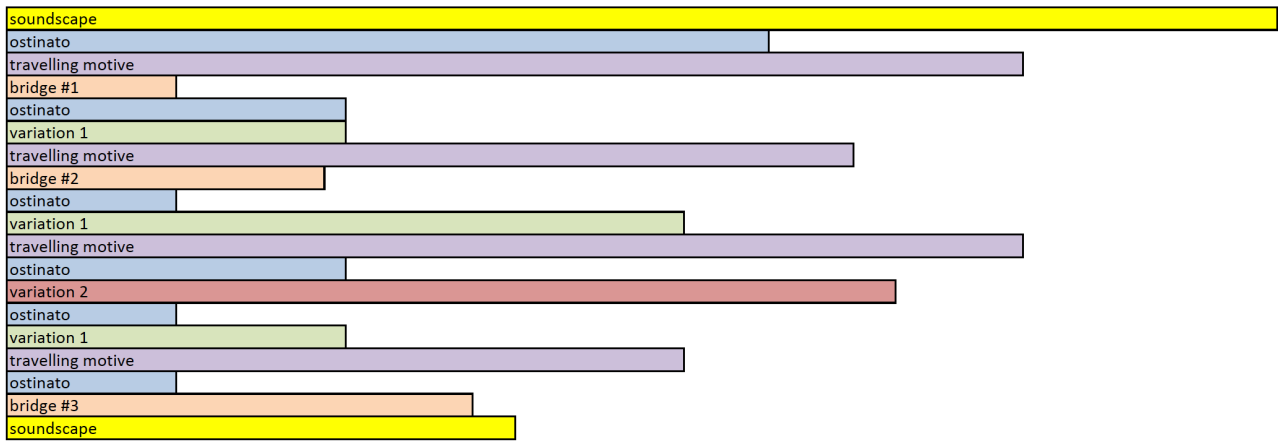 soundscape
ostinato
travelling motive
bridge #1
ostinato
variation 1
travelling motive
bridge #2
ostinato
variation 1
travelling motive
ostinato
variation 2
ostinato
variation 1
travelling motive
ostinato
bridge #3
soundscape